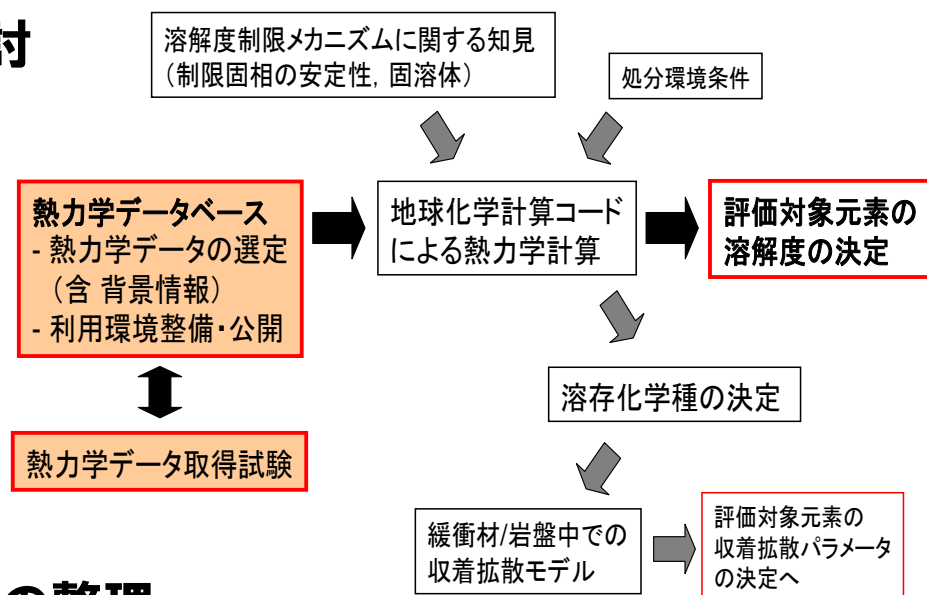 討
溶解度制限メカニズムに関する知見
（制限固相の安定性, 固溶体）
処分環境条件
熱力学データベース
- 熱力学データの選定
（含 背景情報）
- 利用環境整備・公開
地球化学計算コード
による熱力学計算
評価対象元素の
溶解度の決定
溶存化学種の決定
熱力学データ取得試験
緩衝材/岩盤中での
収着拡散モデル
評価対象元素の
収着拡散パラメータ
の決定へ
の整理